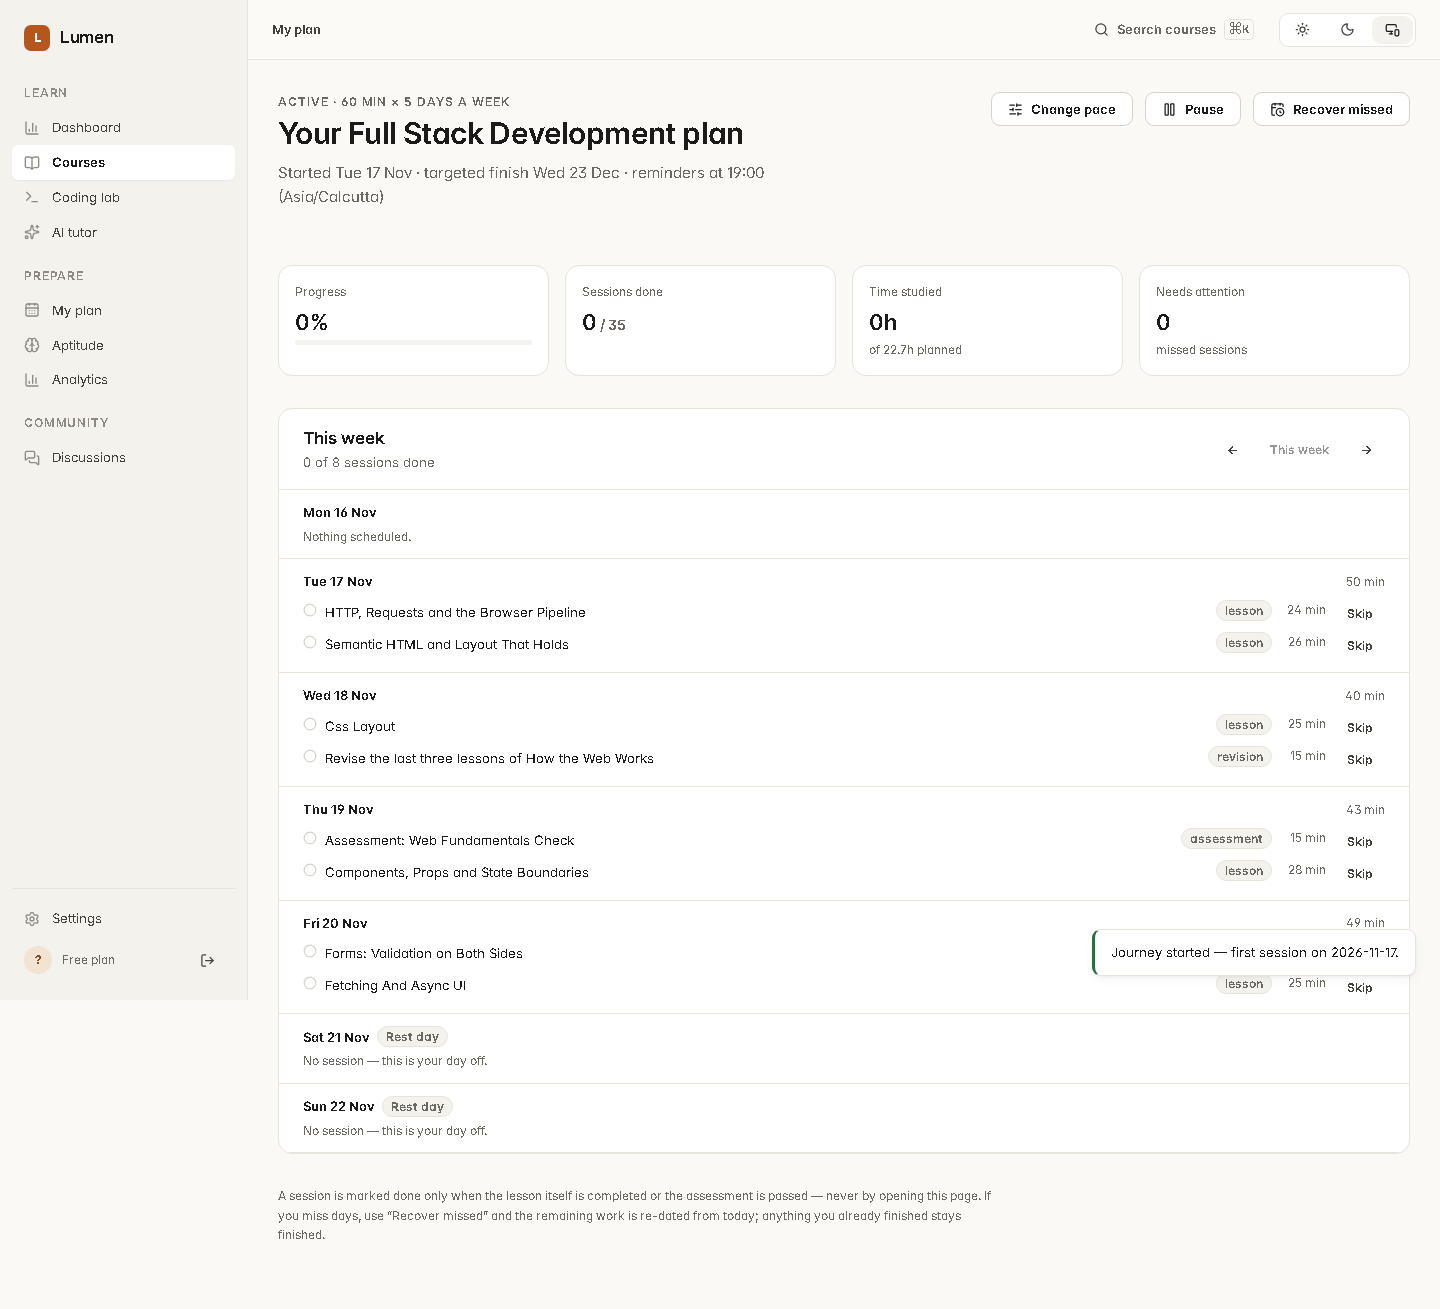 L Lumen
LEARN
Dashboard
Courses
Coding lab
AI tutor
PREPARE
My plan
Aptitude
Analytics
COMMUNITY
Discussions
Settings
? Free plan
My plan
Search courses ⌘K
ACTIVE · 60 MIN × 5 DAYS A WEEK
Your Full Stack Development plan
Started Tue 17 Nov · targeted finish Wed 23 Dec · reminders at 19:00
(Asia/Calcutta)
Change pace
Pause
Recover missed
Progress
0%
Sessions done
0 / 35
Time studied
0h
of 22.7h planned
Needs attention
0
missed sessions
This week
0 of 8 sessions done
This week
Mon 16 Nov
Nothing scheduled.
Tue 17 Nov 50 min
HTTP, Requests and the Browser Pipeline lesson 24 min Skip
Semantic HTML and Layout That Holds lesson 26 min Skip
Wed 18 Nov 40 min
Css Layout lesson 25 min Skip
Revise the last three lessons of How the Web Works revision 15 min Skip
Thu 19 Nov 43 min
Assessment: Web Fundamentals Check assessment 15 min Skip
Components, Props and State Boundaries lesson 28 min Skip
Fri 20 Nov 49 min
Forms: Validation on Both Sides
Journey started — first session on 2026-11-17.
Fetching And Async UI lesson 25 min Skip
Sat 21 Nov Rest day
No session — this is your day off.
Sun 22 Nov Rest day
No session — this is your day off.
A session is marked done only when the lesson itself is completed or the assessment is passed — never by opening this page. If
you miss days, use “Recover missed” and the remaining work is re-dated from today; anything you already finished stays
finished.